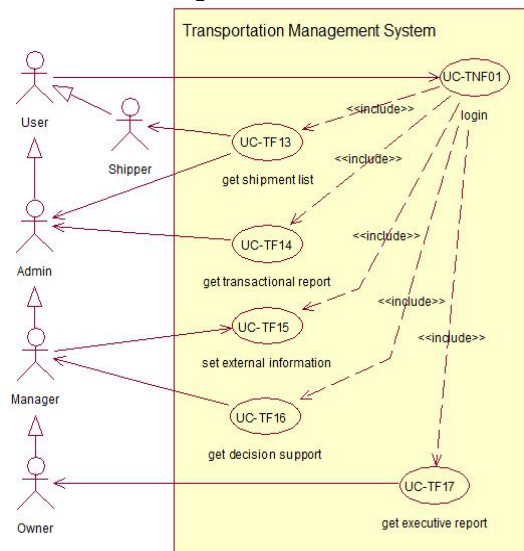 Transportation Management System
UC-TNF01
login
User
Shipper
<<include>>
UC-TF13
get shipment list
<<include>>
UC-TF14
get transactional report
Admin
<<include>>
UC-TF15
set external information
<<include>>
<<include>>
Manager
UC-TF16
get decision support
UC-TF17
get executive report
Owner